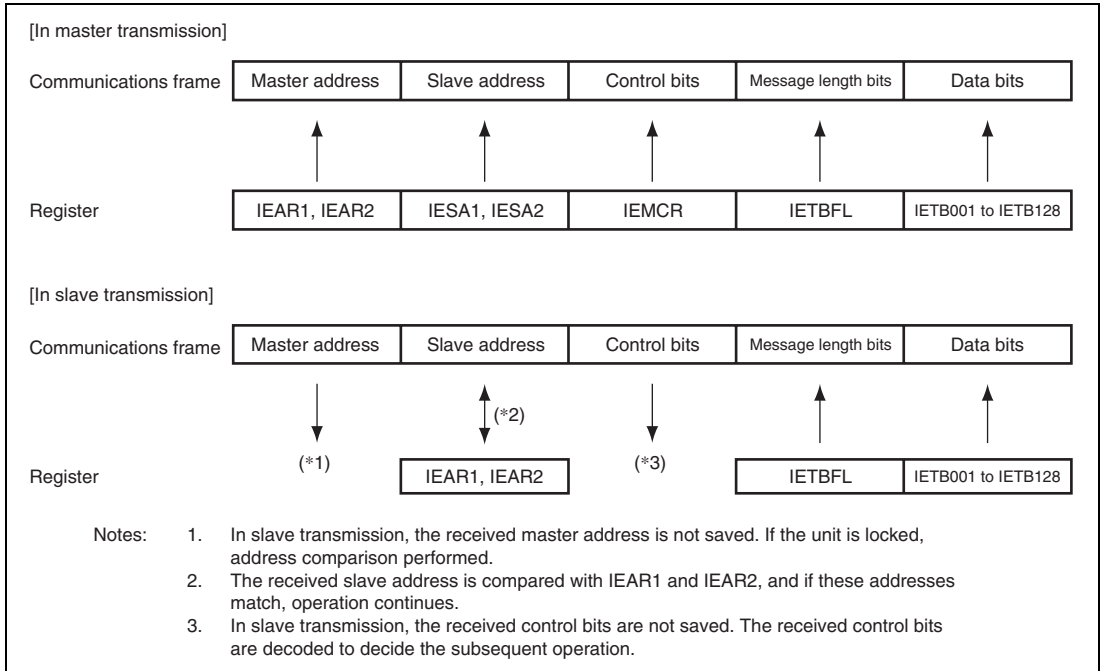 [In master transmission]
Communications frame Master address Slave address Control bits Message length bits Data bits
Register IEAR1, IEAR2 IESA1, IESA2 IEMCR IETBFL IETB001 to IETB128
[In slave transmission]
Communications frame Master address Slave address Control bits Message length bits Data bits
(*2)
(*1) (*3)
Register IEAR1, IEAR2 IETBFL IETB001 to IETB128
Notes: 1. In slave transmission, the received master address is not saved. If the unit is locked,
address comparison performed.
2. The received slave address is compared with IEAR1 and IEAR2, and if these addresses
match, operation continues.
3. In slave transmission, the received control bits are not saved. The received control bits
are decoded to decide the subsequent operation.